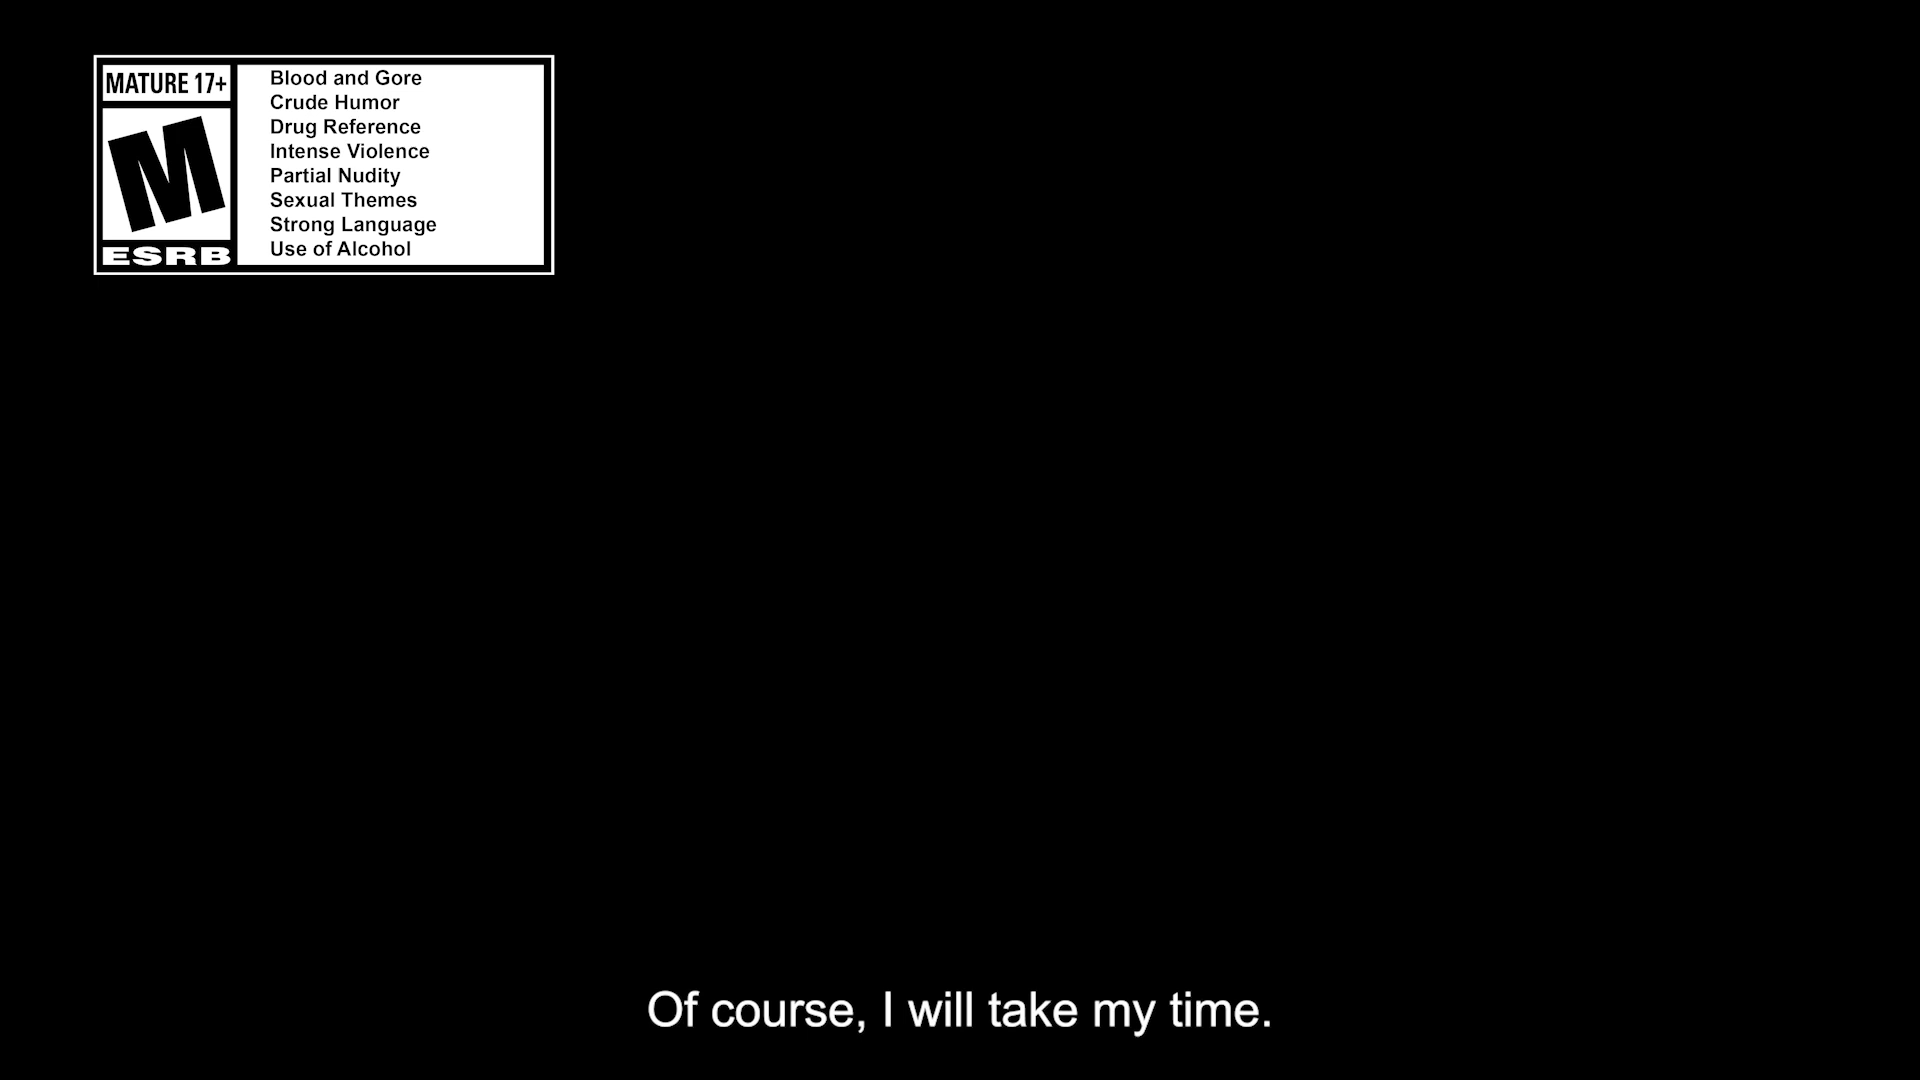 MATURE 17+
M
ESRB
Blood and Gore
Crude Humor
Drug Reference
Intense Violence
Partial Nudity
Sexual Themes
Strong Language
Use of Alcohol
Of course, I will take my time.